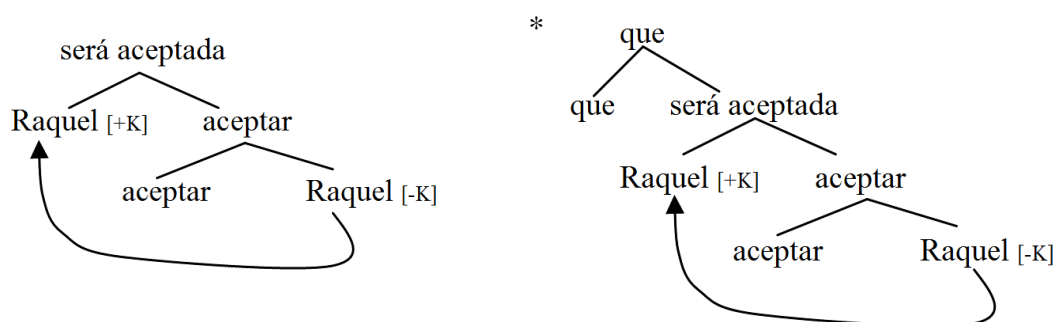 * que
será aceptada
que será aceptada
Raquel [+K] aceptar
Raquel [+K] aceptar
aceptar Raquel [-K]
aceptar Raquel [-K]